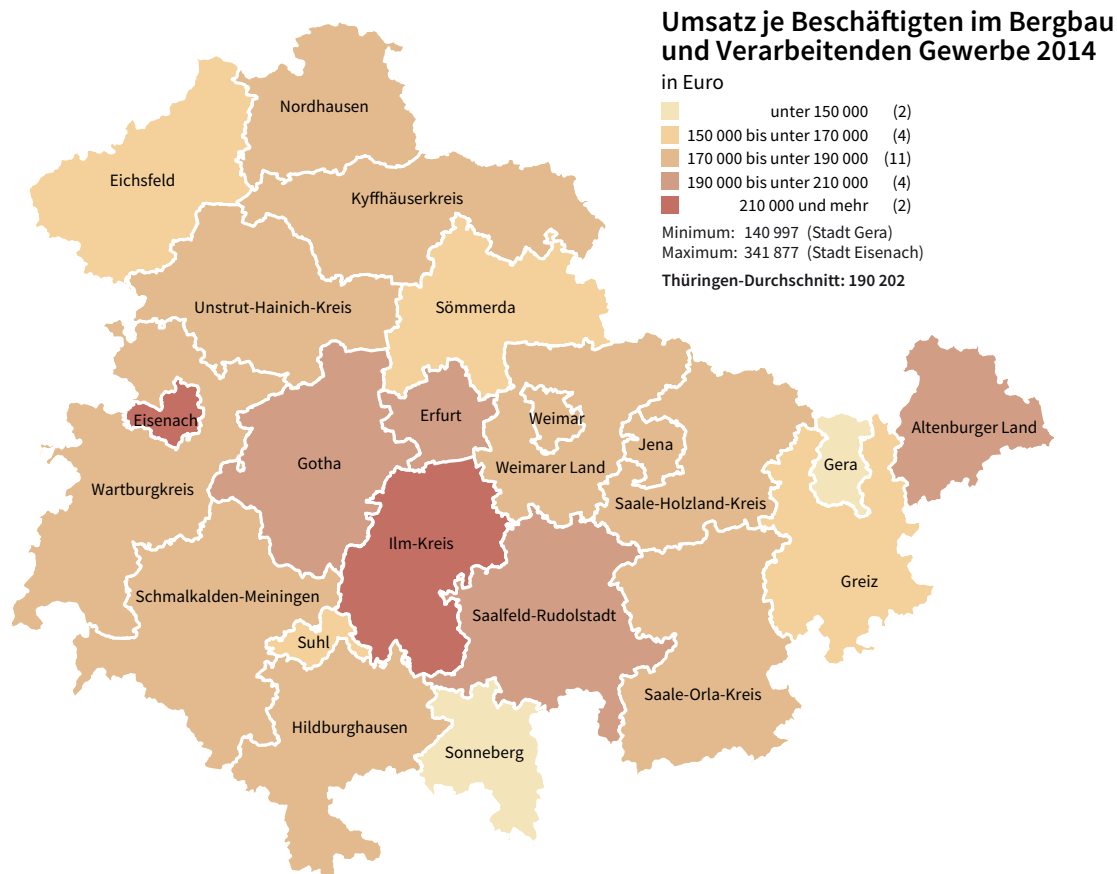 Umsatz je Beschäftigten im Bergbau
und Verarbeitenden Gewerbe 2014
in Euro
unter 150 000 (2)
150 000 bis unter 170 000 (4)
170 000 bis unter 190 000 (11)
190 000 bis unter 210 000 (4)
210 000 und mehr (2)
Minimum: 140 997 (Stadt Gera)
Maximum: 341 877 (Stadt Eisenach)
Thüringen-Durchschnitt: 190 202
Nordhausen
Eichsfeld
Kyffhäuserkreis
Unstrut-Hainich-Kreis
Sömmerda
Eisenach
Erfurt
Weimar
Altenburger Land
Jena
Gotha
Weimarer Land
Gera
Wartburgkreis
Saale-Holzland-Kreis
Ilm-Kreis
Greiz
Schmalkalden-Meiningen
Saalfeld-Rudolstadt
Suhl
Saale-Orla-Kreis
Hildburghausen
Sonneberg